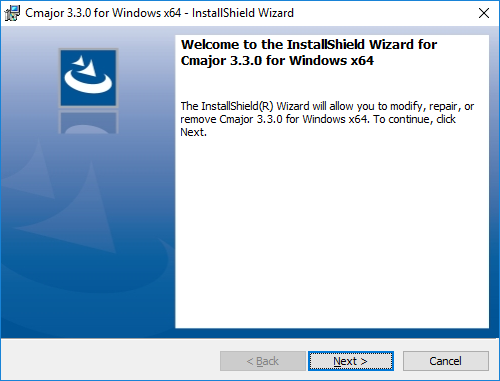 Cmajor 3.3.0 for Windows x64 - InstallShield Wizard
Welcome to the InstallShield Wizard for
Cmajor 3.3.0 for Windows x64
The InstallShield(R) Wizard will allow you to modify, repair, or
remove Cmajor 3.3.0 for Windows x64. To continue, click
Next.
< Back
Next >
Cancel